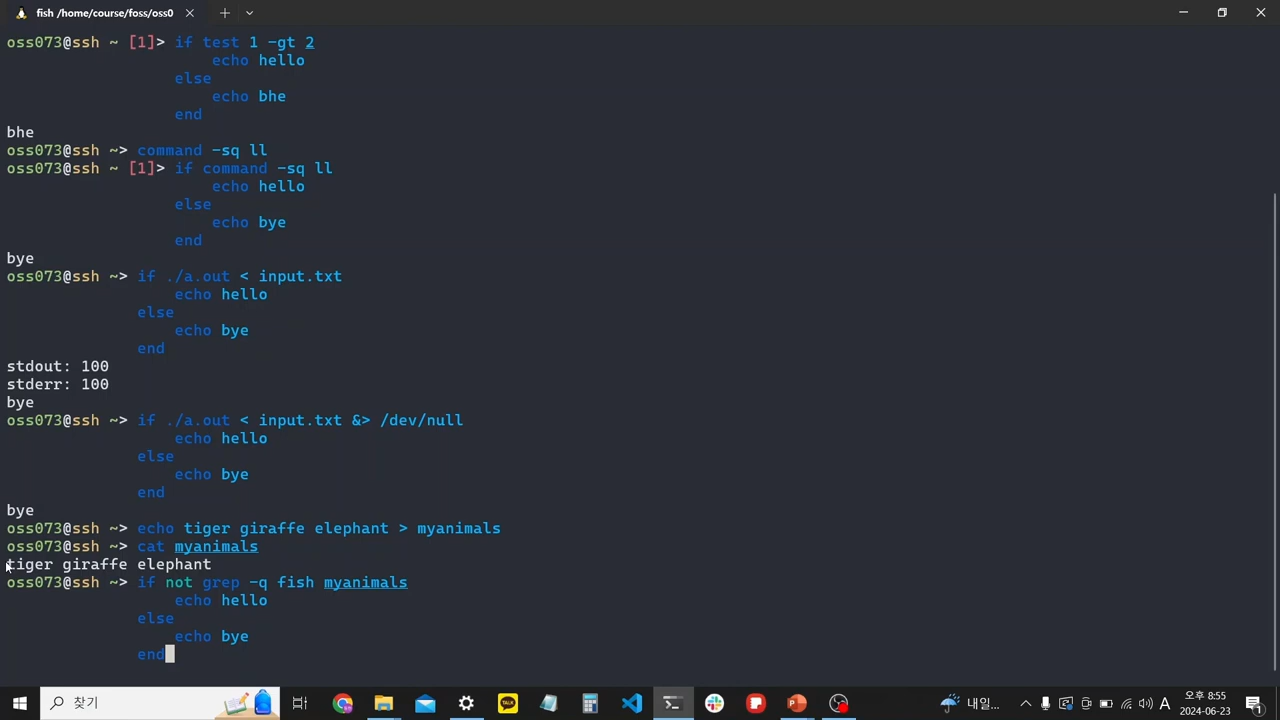 fish /home/course/foss/oss0
oss073@ssh ~ [1]> if test 1 -gt 2
echo hello
else
echo bhe
end
bhe
oss073@ssh ~> command -sq ll
oss073@ssh ~ [1]> if command -sq ll
echo hello
else
echo bye
end
bye
oss073@ssh ~> if ./a.out < input.txt
echo hello
else
echo bye
end
stdout: 100
stderr: 100
bye
oss073@ssh ~> if ./a.out < input.txt &> /dev/null
echo hello
else
echo bye
end
bye
oss073@ssh ~> echo tiger giraffe elephant > myanimals
oss073@ssh ~> cat myanimals
tiger giraffe elephant
oss073@ssh ~> if not grep -q fish myanimals
echo hello
else
echo bye
end
찾기
TALK
내일...
A
오후 8:55
2024-06-23
1